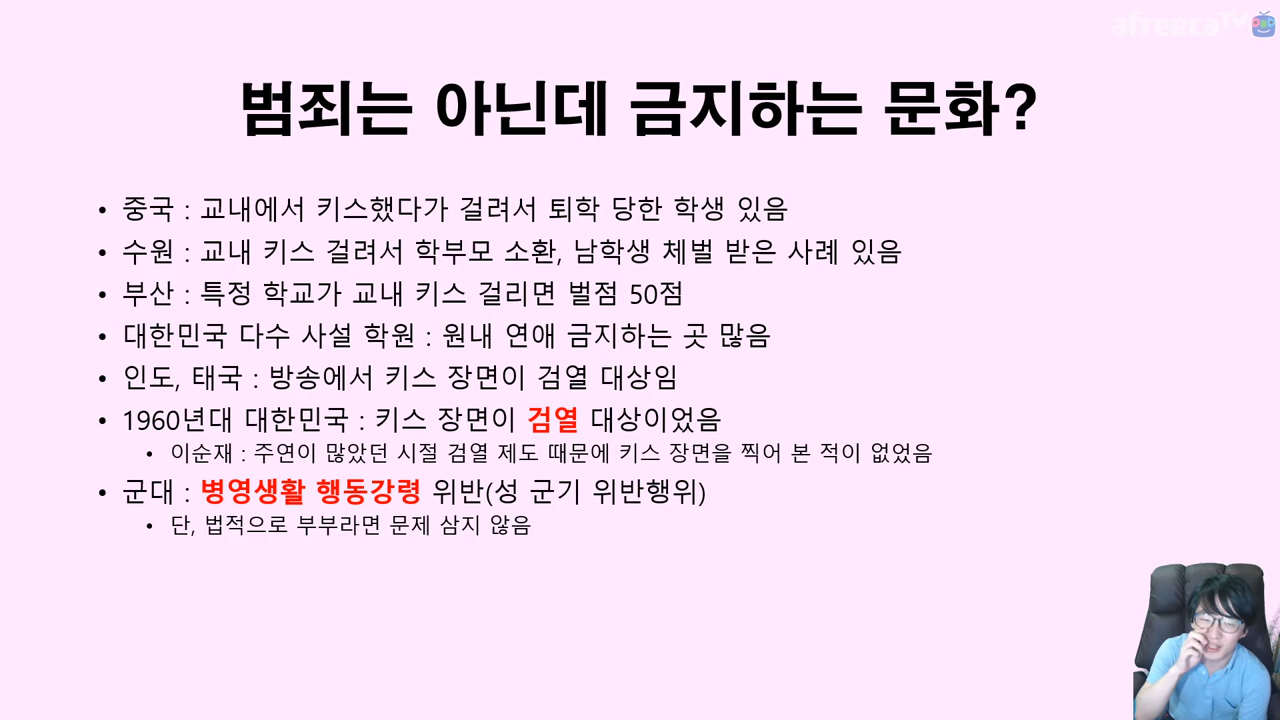 afreecaTV
범죄는 아닌데 금지하는 문화?
• 중국 : 교내에서 키스했다가 걸려서 퇴학 당한 학생 있음
• 수원 : 교내 키스 걸려서 학부모 소환, 남학생 체벌 받은 사례 있음
• 부산 : 특정 학교가 교내 키스 걸리면 벌점 50점
• 대한민국 다수 사설 학원 : 원내 연애 금지하는 곳 많음
• 인도, 태국 : 방송에서 키스 장면이 검열 대상임
• 1960년대 대한민국 : 키스 장면이 검열 대상이었음
• 이순재 : 주연이 많았던 시절 검열 제도 때문에 키스 장면을 찍어 본 적이 없었음
• 군대 : 병영생활 행동강령 위반(성 군기 위반행위)
• 단, 법적으로 부부라면 문제 삼지 않음